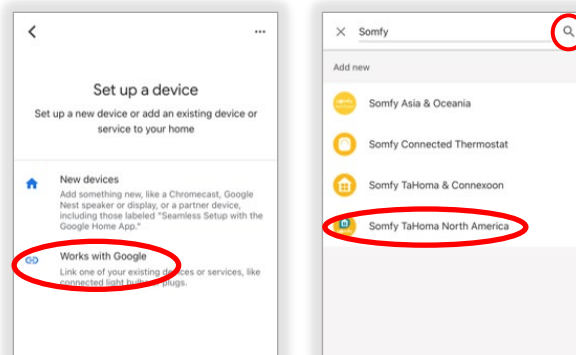 Set up a device
Set up a new device or add an existing device or
service to your home
New devices
Add something new, like a Chromecast, Google
Nest speaker or display, or a partner device,
including those labeled "Seamless Setup with the
Google Home App."
Works with Google
Link one of your existing devices or services, like
connected light bulbs or plugs.
Somfy
Add new
Somfy Asia & Oceania
Somfy Connected Thermostat
Somfy TaHoma & Connexoon
Somfy TaHoma North America